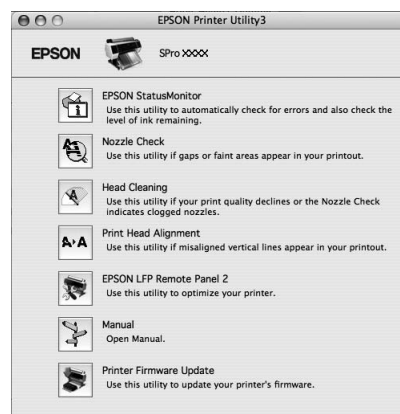 EPSON Printer Utility3
EPSON
SPro XXXX
EPSON StatusMonitor
Use this utility to automatically check for errors and also check the
level of ink remaining.
Nozzle Check
Use this utility if gaps or faint areas appear in your printout.
Head Cleaning
Use this utility if your print quality declines or the Nozzle Check
indicates clogged nozzles.
Print Head Alignment
Use this utility if misaligned vertical lines appear in your printout.
EPSON LFP Remote Panel 2
Use this utility to optimize your printer.
Manual
Open Manual.
Printer Firmware Update
Use this utility to update your printer's firmware.